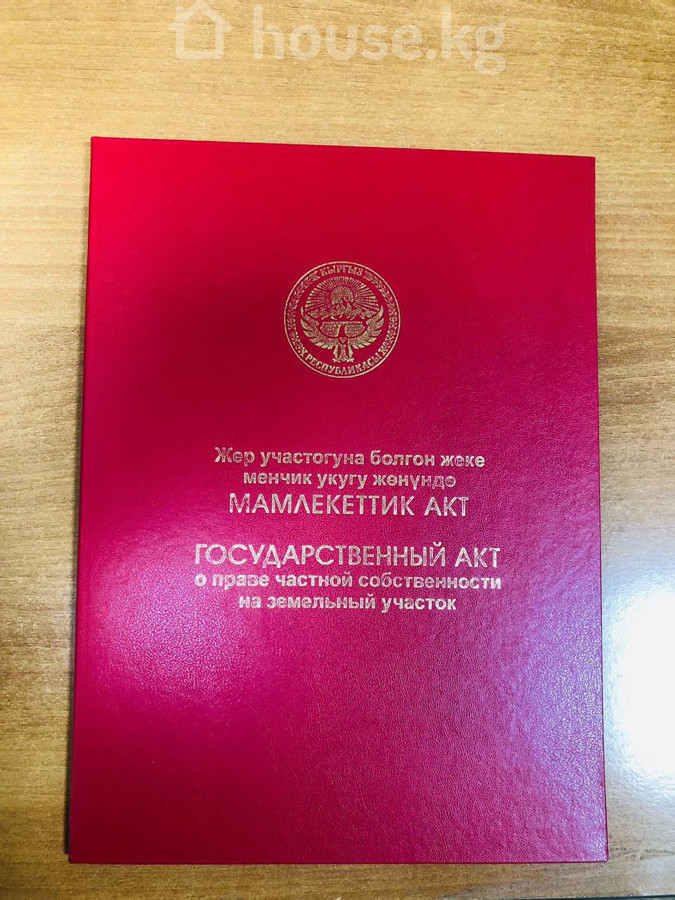 house.kg
КЫРГЫЗ
РЕСПУБЛИКАСЫ
Жер участогуна болгон жеке
менчик укугу жөнүндө
МАМЛЕКЕТТИК АКТ
ГОСУДАРСТВЕННЫЙ АКТ
о праве частной собственности
на земельный участок